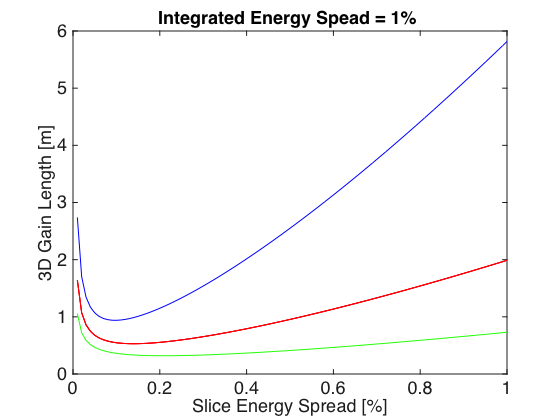 Integrated Energy Spead = 1%
6
5
4
3
2
1
0
3D Gain Length [m]
0 0.2 0.4 0.6 0.8 1
Slice Energy Spread [%]